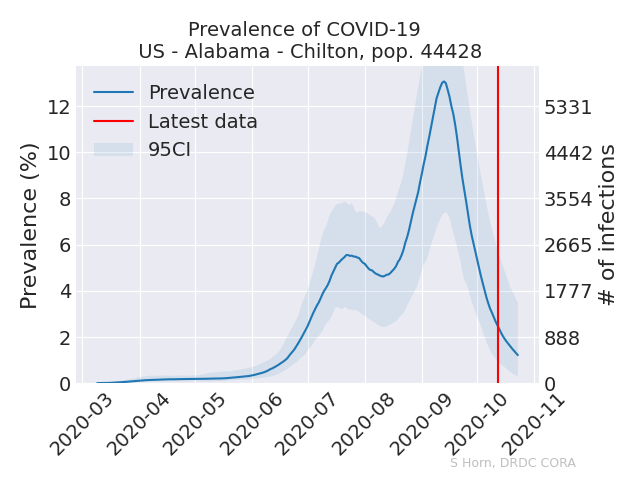 Prevalence of COVID-19
US - Alabama - Chilton, pop. 44428
Prevalence
Latest data
95CI
Prevalence (%)
12
10
8
6
4
2
0
5331
4442
3554
2665
1777
888
0
# of infections
2020-03
2020-04
2020-05
2020-06
2020-07
2020-08
2020-09
2020-10
2020-11
S Horn, DRDC CORA